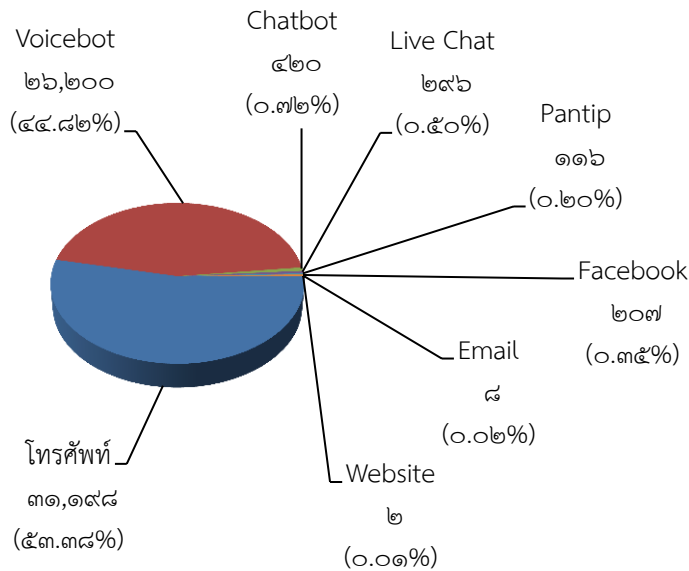 Voicebot
๒๖,๒๐๐
(๔๔.๘๒%)
Chatbot
๔๒๐
(๐.๗๒%)
Live Chat
๒๙๖
(๐.๕๐%)
Pantip
๑๑๖
(๐.๒๐%)
Facebook
๒๐๗
(๐.๓๕%)
Email
๘
(๐.๐๒%)
Website
๒
(๐.๐๑%)
โทรศัพท์
๓๑,๑๙๘
(๕๓.๓๘%)